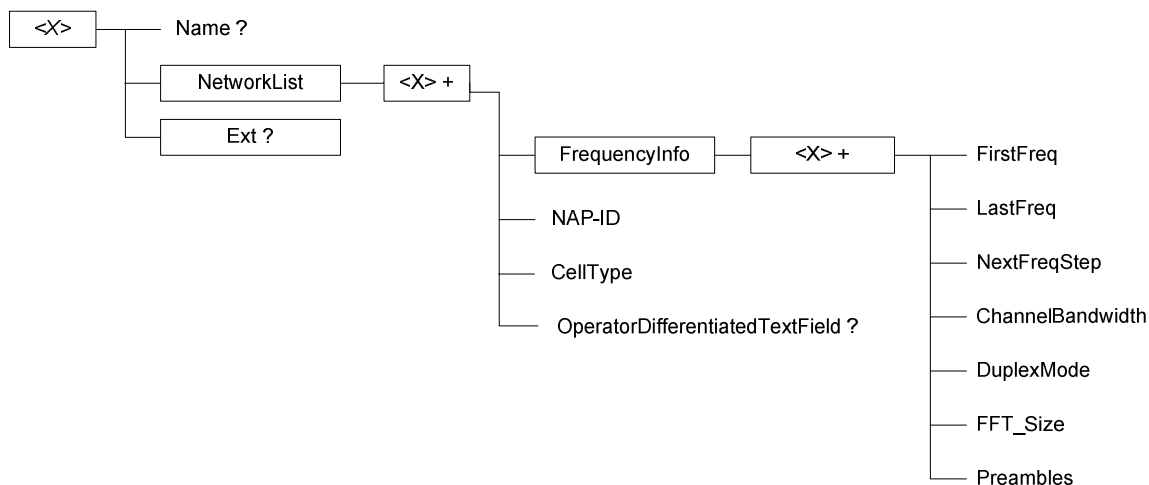 <X>
Name ?
NetworkList
<X> +
Ext ?
FrequencyInfo
<X> +
FirstFreq
NAP-ID
LastFreq
CellType
NextFreqStep
OperatorDifferentiatedTextField ?
ChannelBandwidth
DuplexMode
FFT_Size
Preambles